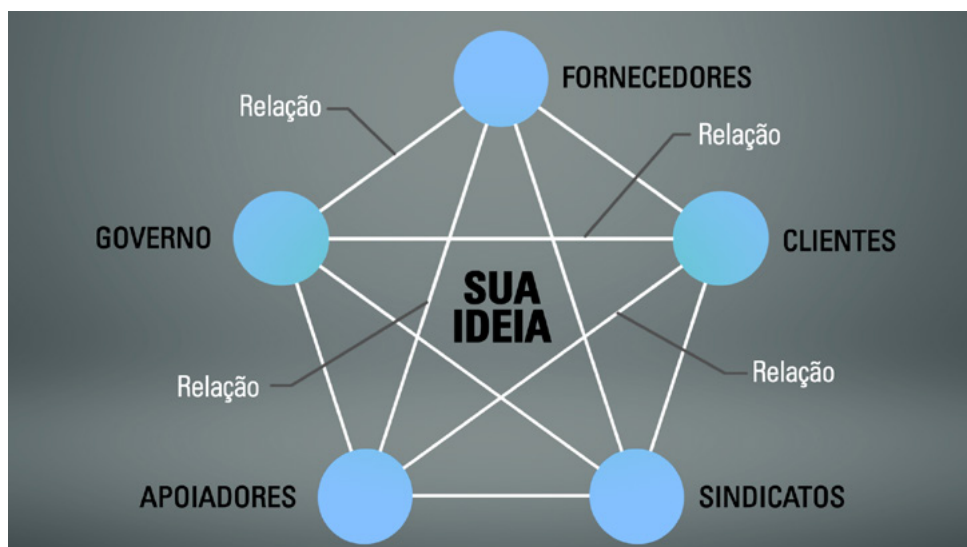 FORNECEDORES
Relação
Relação
GOVERNO
CLIENTES
SUA
IDEIA
Relação
Relação
APOIADORES
SINDICATOS